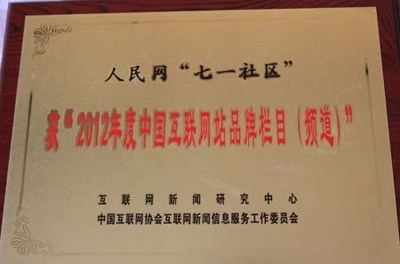 人民网“七一社区”
获“2012年度中国互联网站品牌栏目（频道）”
互联网新闻研究中心
中国互联网协会互联网新闻信息服务工作委员会